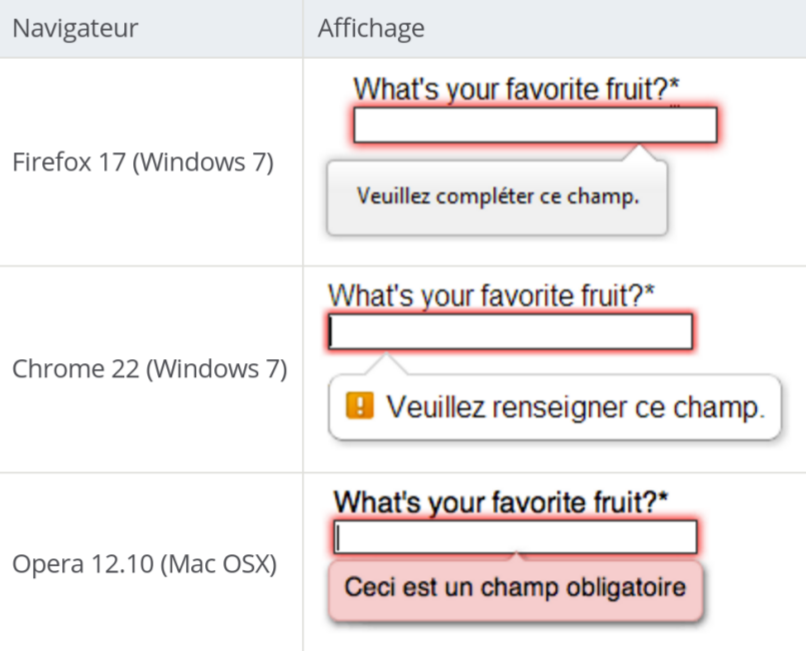 Navigateur
Affichage
Firefox 17 (Windows 7)
What's your favorite fruit?*
Veuillez compléter ce champ.
Chrome 22 (Windows 7)
What's your favorite fruit?*
Veuillez renseigner ce champ.
Opera 12.10 (Mac OSX)
What's your favorite fruit?*
Ceci est un champ obligatoire